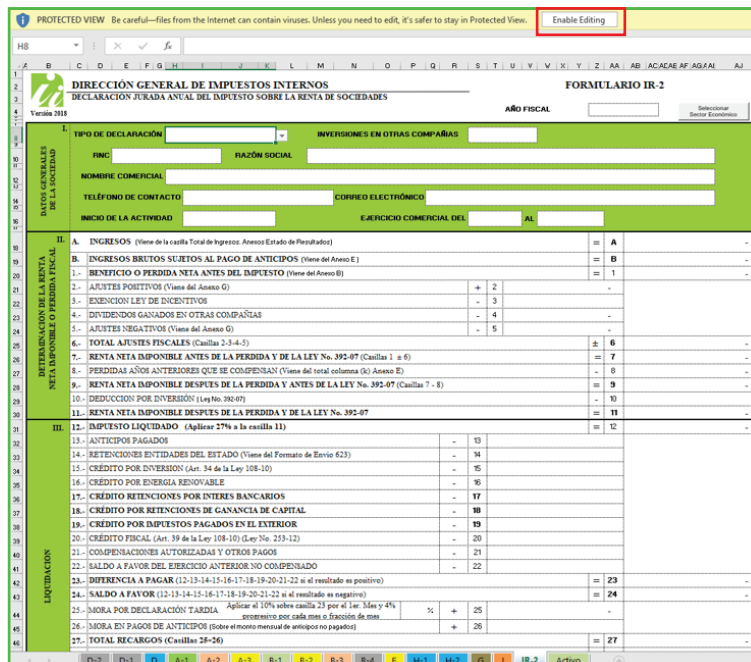 PROTECTED VIEW Be careful—files from the Internet can contain viruses. Unless you need to edit, it's safer to stay in Protected View. Enable Editing
H8
A B C D E F G H I J K L M N O P Q R S T U V W X Y Z AA AB AC AD AE AF AG AJ
DIRECCIÓN GENERAL DE IMPUESTOS INTERNOS FORMULARIO IR-2
DECLARACIÓN JURADA ANUAL DEL IMPUESTO SOBRE LA RENTA DE SOCIEDADES
Versión 2018 AÑO FISCAL Seleccionar Sector Económico
I. DATOS GENERALES DE LA SOCIEDAD
TIPO DE DECLARACIÓN INVERSIONES EN OTRAS COMPAÑIAS
RNC RAZÓN SOCIAL
NOMBRE COMERCIAL
TELÉFONO DE CONTACTO CORREO ELECTRÓNICO
INICIO DE LA ACTIVIDAD EJERCICIO COMERCIAL DEL AL
II. DETERMINACION DE LA RENTA NETA IMPONIBLE O PERDIDA FISCAL
A. INGRESOS (Viene de la casilla Total de Ingresos. Anexos Estado de Resultados) = A -
B. INGRESOS BRUTOS SUJETOS AL PAGO DE ANTICIPOS (Viene del Anexo E) = B -
1.- BENEFICIO O PERDIDA NETA ANTES DEL IMPUESTO (Viene del Anexo B) = 1 -
2.- AJUSTES POSITIVOS (Viene del Anexo G) + 2 -
3.- EXENCION LEY DE INCENTIVOS - 3
4.- DIVIDENDOS GANADOS EN OTRAS COMPAÑIAS - 4 -
5.- AJUSTES NEGATIVOS (Viene del Anexo G) - 5 -
6.- TOTAL AJUSTES FISCALES (Casillas 2-3-4-5) ± 6 -
7.- RENTA NETA IMPONIBLE ANTES DE LA PERDIDA Y DE LA LEY No. 392-07 (Casillas 1 ± 6) = 7 -
8.- PERDIDAS AÑOS ANTERIORES QUE SE COMPENSAN (Viene del total columna (k) Anexo E) - 8 -
9.- RENTA NETA IMPONIBLE DESPUES DE LA PERDIDA Y ANTES DE LA LEY No. 392-07 (Casillas 7 - 8) = 9 -
10.- DEDUCCION POR INVERSIÓN (Ley No. 392-07) - 10
11.- RENTA NETA IMPONIBLE DESPUES DE LA PERDIDA Y DE LA LEY No. 392-07 = 11 -
III. LIQUIDACION
12.- IMPUESTO LIQUIDADO (Aplicar 27% a la casilla 11) = 12 -
13.- ANTICIPOS PAGADOS - 13
14.- RETENCIONES ENTIDADES DEL ESTADO (Viene del Formato de Envio 623) - 14
15.- CRÉDITO POR INVERSION (Art. 34 de la Ley 108-10) - 15
16.- CRÉDITO POR ENERGIA RENOVABLE - 16
17.- CRÉDITO RETENCIONES POR INTERES BANCARIOS - 17
18.- CRÉDITO POR RETENCIONES DE GANANCIA DE CAPITAL - 18
19.- CRÉDITO POR IMPUESTOS PAGADOS EN EL EXTERIOR - 19
20.- CRÉDITO FISCAL (Art. 39 de la Ley 108-10) (Ley No. 253-12) - 20
21.- COMPENSACIONES AUTORIZADAS Y OTROS PAGOS - 21
22.- SALDO A FAVOR DEL EJERCICIO ANTERIOR NO COMPENSADO - 22
23.- DIFERENCIA A PAGAR (12-13-14-15-16-17-18-19-20-21-22 si el resultado es positivo) = 23 -
24.- SALDO A FAVOR (12-13-14-15-16-17-18-19-20-21-22 si el resultado es negativo) = 24 -
25.- MORA POR DECLARACIÓN TARDIA Aplicar el 10% sobre casilla 23 por el 1er. Mes y 4% progresivo por cada mes o fracción de mes % + 25 -
26.- MORA EN PAGOS DE ANTICIPOS (Sobre el monto mensual de anticipos no pagados) + 26
27.- TOTAL RECARGOS (Casillas 25+26) = 27 -
D-2 D-1 D A-1 A-2 A-3 B-1 B-2 B-3 B-4 E H-1 H-2 G J IR-2 Activo